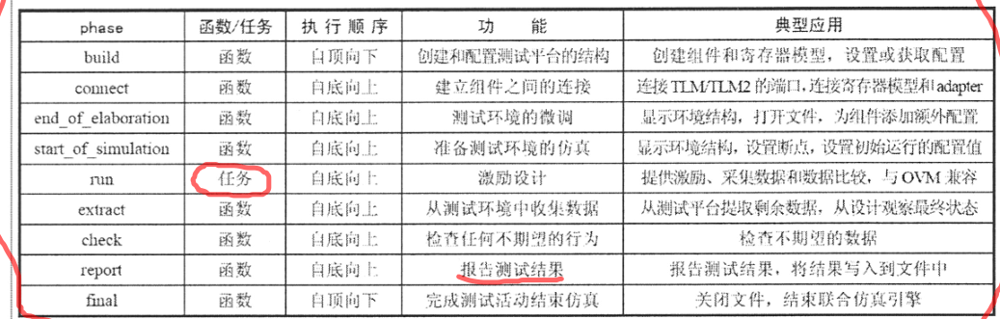 phase 函数/任务 执行顺序 功 能 典型应用
build 函数 自顶向下 创建和配置测试平台的结构 创建组件和寄存器模型，设置或获取配置
connect 函数 自底向上 建立组件之间的连接 连接TLM/TLM2的端口，连接寄存器模型和adapter
end_of_elaboration 函数 自底向上 测试环境的微调 显示环境结构，打开文件，为组件添加额外配置
start_of_simulation 函数 自底向上 准备测试环境的仿真 显示环境结构，设置断点，设置初始运行的配置值
run 任务 自底向上 激励设计 提供激励、采集数据和数据比较，与OVM兼容
extract 函数 自底向上 从测试环境中收集数据 从测试平台提取剩余数据，从设计观察最终状态
check 函数 自底向上 检查任何不期望的行为 检查不期望的数据
report 函数 自底向上 报告测试结果 报告测试结果，将结果写入到文件中
final 函数 自顶向下 完成测试活动结束仿真 关闭文件，结束联合仿真引擎